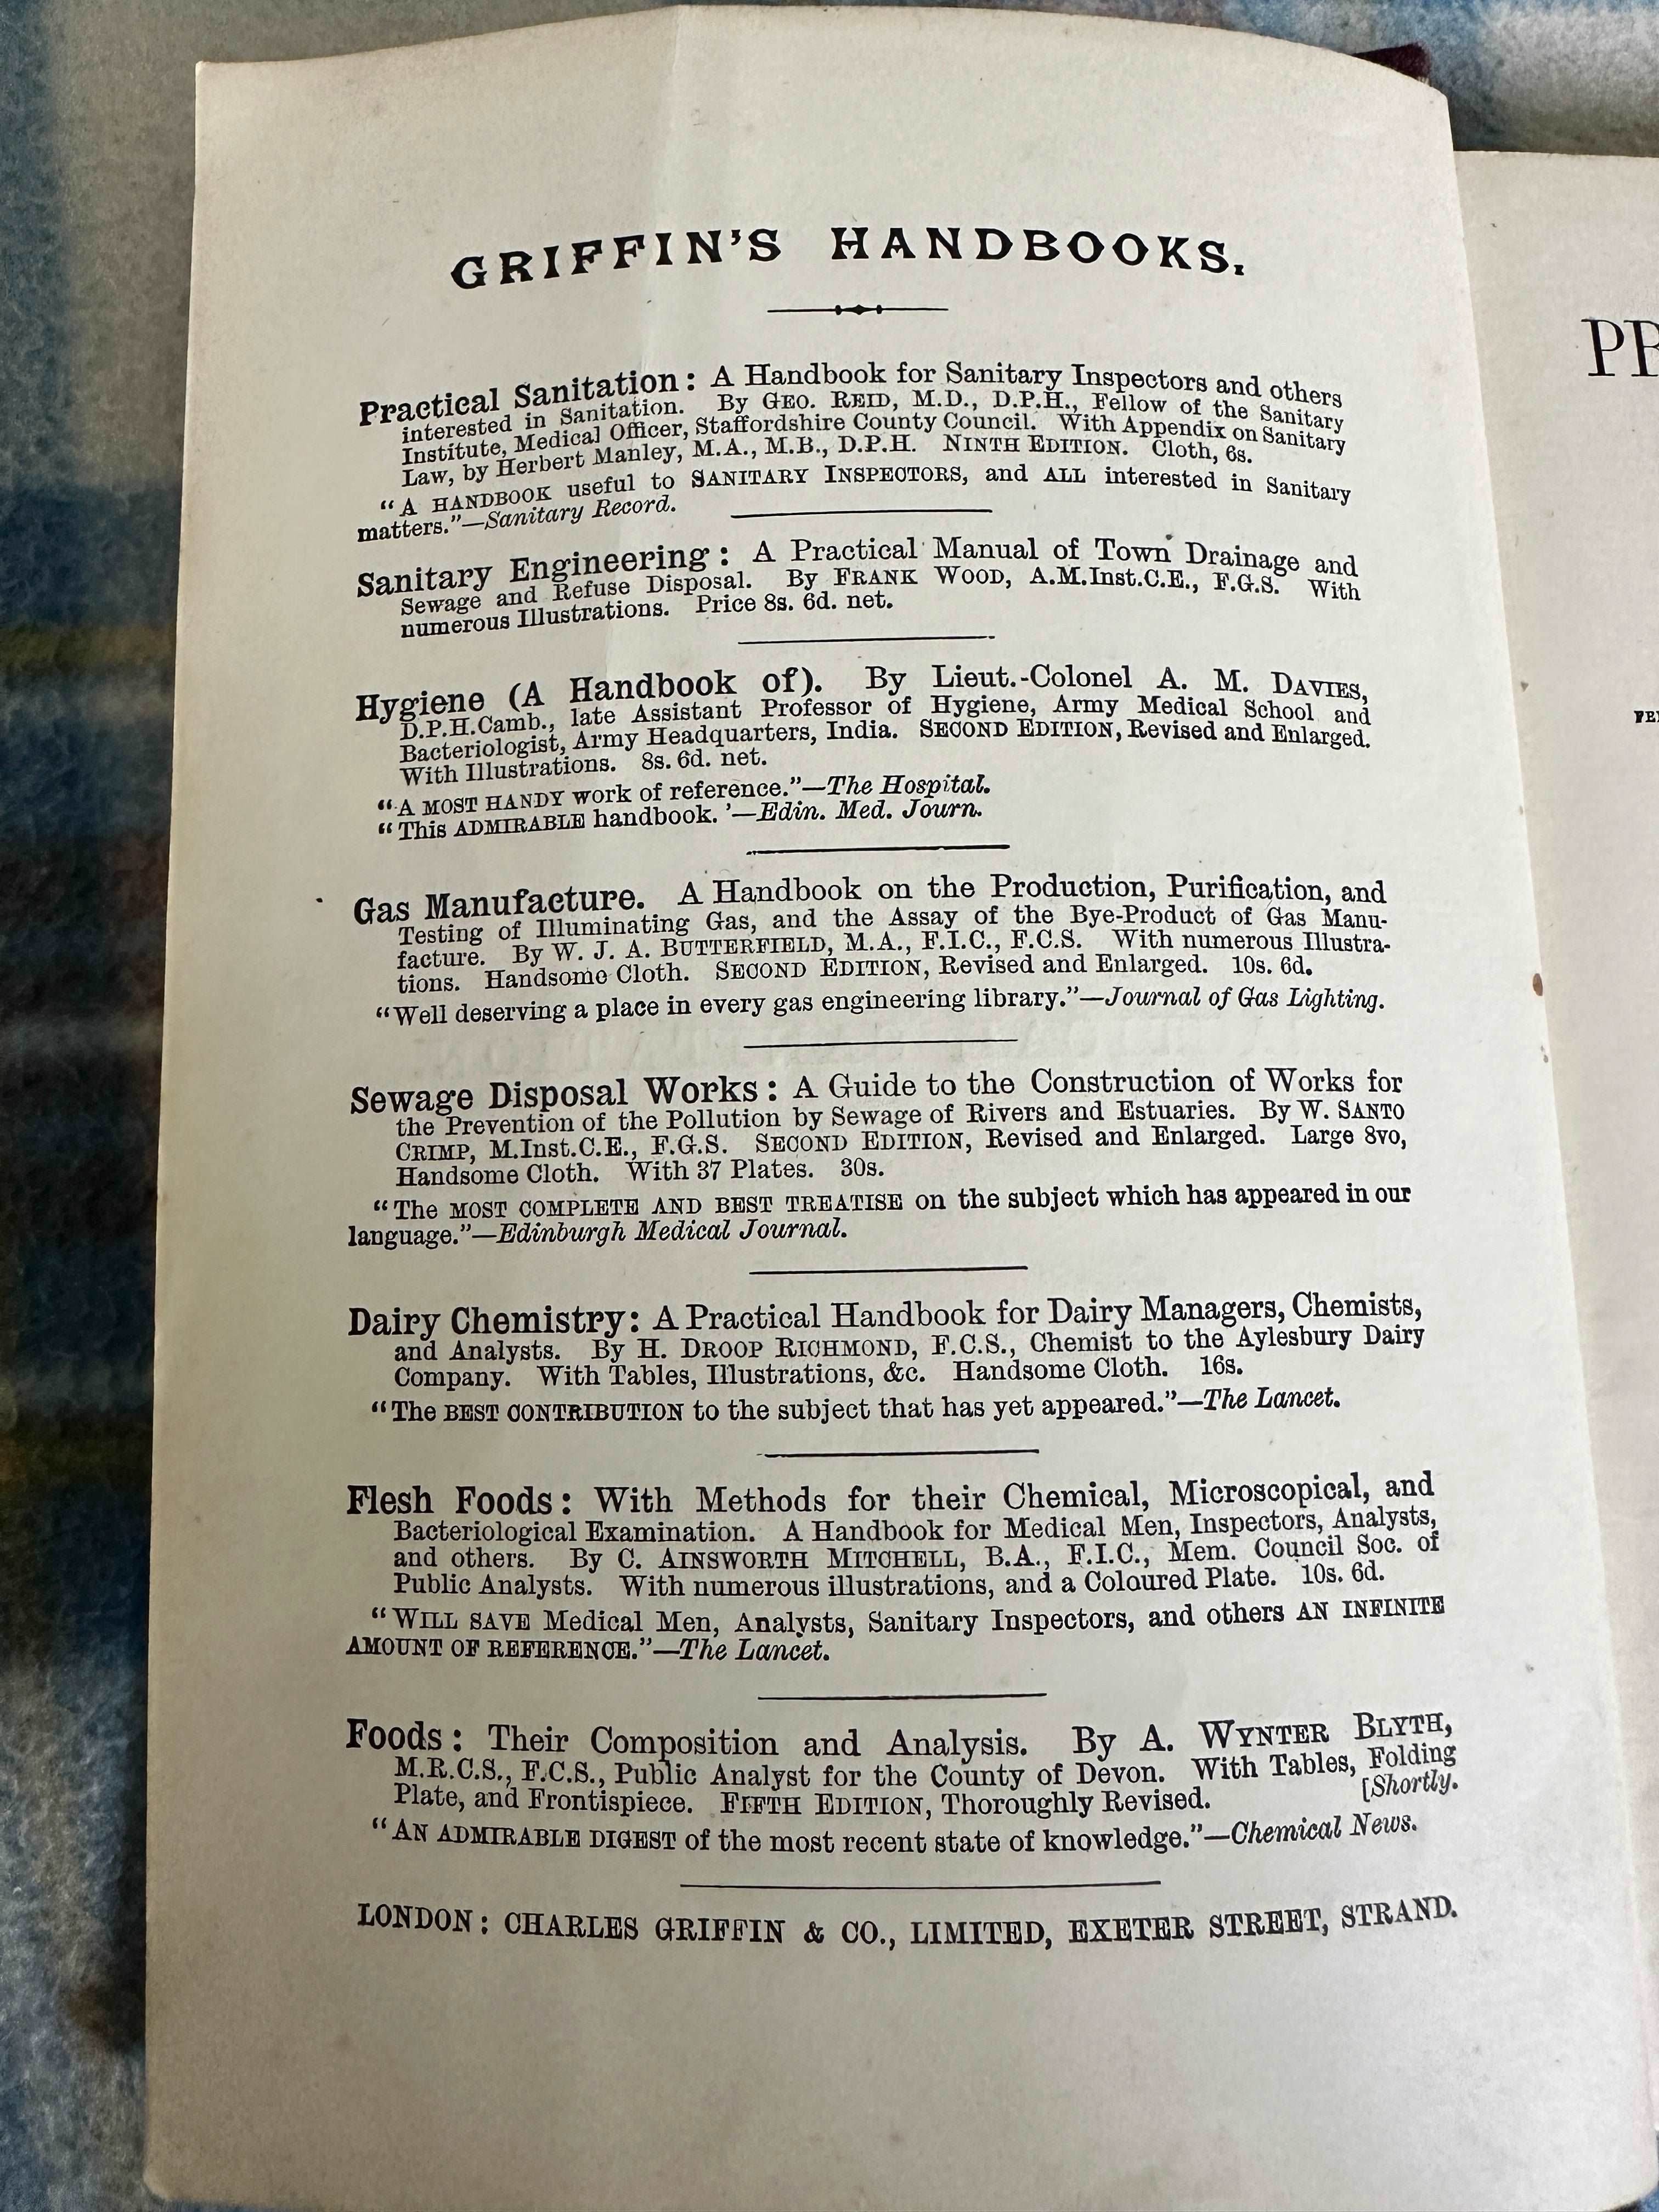 GRIFFIN'S HANDBOOKS.
Practical Sanitation: A Handbook for Sanitary Inspectors and others
interested in Sanitation. By GEO. REID, M.D., D.P.H., Fellow of the Sanitary
Institute, Medical Officer, Staffordshire County Council. With Appendix on Sanitary
Law, by Herbert Manley, M.A., M.B., D.P.H. NINTH EDITION. Cloth, 6s.
"A HANDBOOK useful to SANITARY INSPECTORS, and ALL interested in Sanitary
matters."—Sanitary Record.
Sanitary Engineering: A Practical Manual of Town Drainage and
Sewage and Refuse Disposal. By FRANK WOOD, A.M.Inst.C.E., F.G.S. With
numerous Illustrations. Price 8s. 6d. net.
Hygiene (A Handbook of). By Lieut.-Colonel A. M. DAVIES,
D.P.H.Camb., late Assistant Professor of Hygiene, Army Medical School and
Bacteriologist, Army Headquarters, India. SECOND EDITION, Revised and Enlarged.
With Illustrations. 8s. 6d. net.
"A MOST HANDY work of reference."—The Hospital.
"This ADMIRABLE handbook.'—Edin. Med. Journ.
Gas Manufacture. A Handbook on the Production, Purification, and
Testing of Illuminating Gas, and the Assay of the Bye-Product of Gas Manu-
facture. By W. J. A. BUTTERFIELD, M.A., F.I.C., F.C.S. With numerous Illustra-
tions. Handsome Cloth. SECOND EDITION, Revised and Enlarged. 10s. 6d.
"Well deserving a place in every gas engineering library."—Journal of Gas Lighting.
Sewage Disposal Works: A Guide to the Construction of Works for
the Prevention of the Pollution by Sewage of Rivers and Estuaries. By W. SANTO
CRIMP, M.Inst.C.E., F.G.S. SECOND EDITION, Revised and Enlarged. Large 8vo,
Handsome Cloth. With 37 Plates. 30s.
"The MOST COMPLETE AND BEST TREATISE on the subject which has appeared in our
language."—Edinburgh Medical Journal.
Dairy Chemistry: A Practical Handbook for Dairy Managers, Chemists,
and Analysts. By H. DROOP RICHMOND, F.C.S., Chemist to the Aylesbury Dairy
Company. With Tables, Illustrations, &c. Handsome Cloth. 16s.
"The BEST CONTRIBUTION to the subject that has yet appeared."—The Lancet.
Flesh Foods: With Methods for their Chemical, Microscopical, and
Bacteriological Examination. A Handbook for Medical Men, Inspectors, Analysts,
and others. By C. AINSWORTH MITCHELL, B.A., F.I.C., Mem. Council Soc. of
Public Analysts. With numerous illustrations, and a Coloured Plate. 10s. 6d.
"WILL SAVE Medical Men, Analysts, Sanitary Inspectors, and others AN INFINITE
AMOUNT OF REFERENCE."—The Lancet.
Foods: Their Composition and Analysis. By A. WYNTER BLYTH,
M.R.C.S., F.C.S., Public Analyst for the County of Devon. With Tables, Folding
Plate, and Frontispiece. FIFTH EDITION, Thoroughly Revised. [Shortly.
"AN ADMIRABLE DIGEST of the most recent state of knowledge."—Chemical News.
LONDON: CHARLES GRIFFIN & CO., LIMITED, EXETER STREET, STRAND.